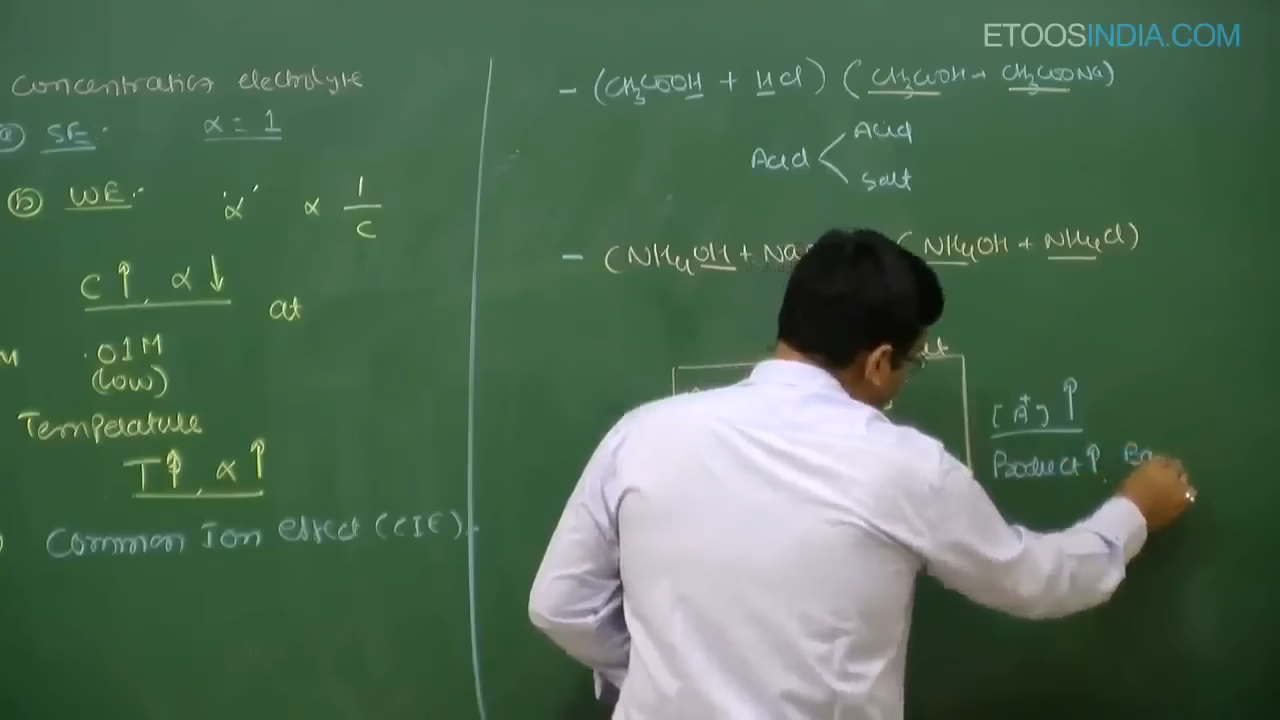 ETOOSINDIA.COM
Concentration electrolyte
(a) SE:- α = 1
(b) WE:- 'α' ∝ 1/C
C↑, α↓ at
M .01M
(low)
Temperature
T↑, α↑
Common Ion effect (CIE).
- (CH3COOH + HCl) (CH3COOH + CH3COONa)
Acid < Acid
Salt
- (NH4OH + Na (NH4OH + NH4Cl)
[A+]↑
Product↑, Ba